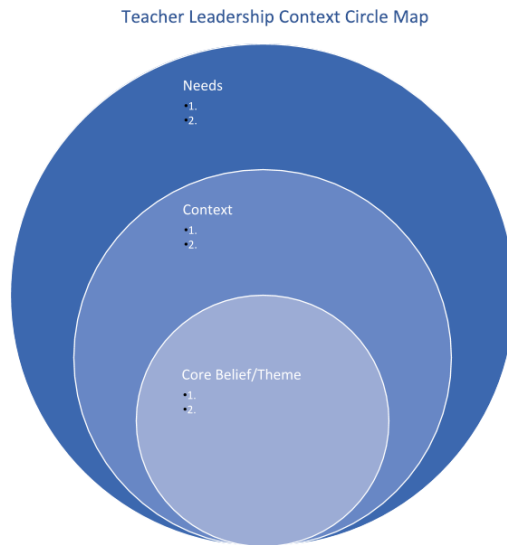 Teacher Leadership Context Circle Map
Needs
•1.
•2.
Context
•1.
•2.
Core Belief/Theme
•1.
•2.